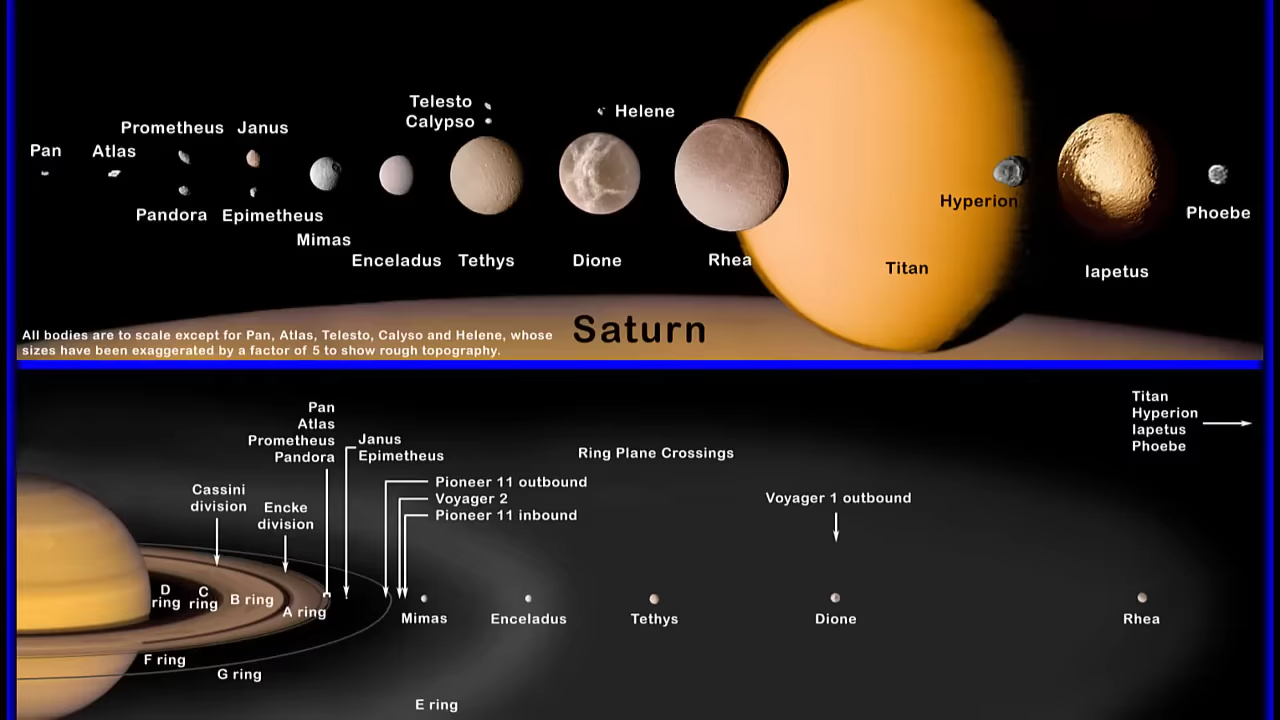 Telesto
Calypso
Helene
Prometheus
Janus
Pan
Atlas
Pandora
Epimetheus
Hyperion
Phoebe
Mimas
Enceladus
Tethys
Dione
Rhea
Titan
Iapetus
All bodies are to scale except for Pan, Atlas, Telesto, Calyso and Helene, whose
sizes have been exaggerated by a factor of 5 to show rough topography.
Saturn
Pan
Atlas
Prometheus
Pandora
Janus
Epimetheus
Ring Plane Crossings
Titan
Hyperion
Iapetus
Phoebe
Cassini
division
Encke
division
Pioneer 11 outbound
Voyager 2
Pioneer 11 inbound
Voyager 1 outbound
D
ring
C
ring
B ring
A ring
Mimas
Enceladus
Tethys
Dione
Rhea
F ring
G ring
E ring